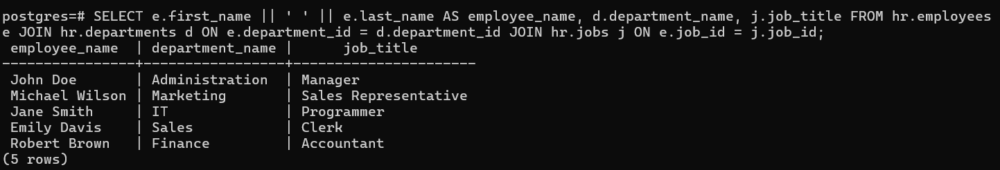 postgres=# SELECT e.first_name || ' ' || e.last_name AS employee_name, d.department_name, j.job_title FROM hr.employees
e JOIN hr.departments d ON e.department_id = d.department_id JOIN hr.jobs j ON e.job_id = j.job_id;
 employee_name  | department_name |      job_title
----------------+-----------------+----------------------
 John Doe       | Administration  | Manager
 Michael Wilson | Marketing       | Sales Representative
 Jane Smith     | IT              | Programmer
 Emily Davis    | Sales           | Clerk
 Robert Brown   | Finance         | Accountant
(5 rows)